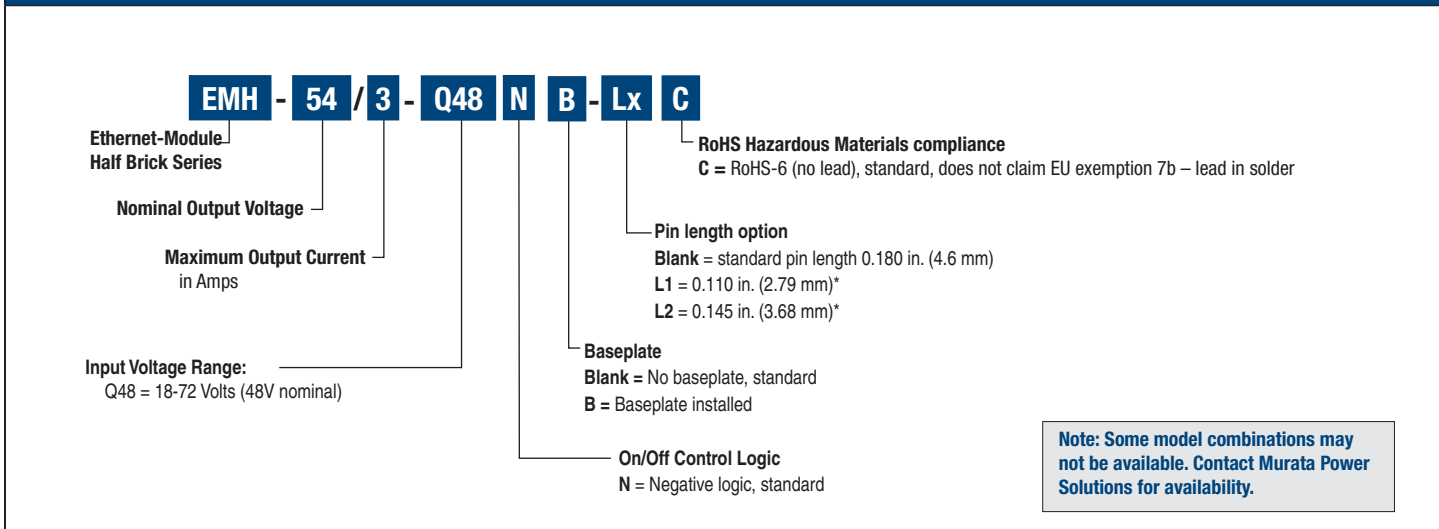 EMH - 54 / 3 - Q48 N B - Lx C
Ethernet-Module
Half Brick Series
RoHS Hazardous Materials compliance
C = RoHS-6 (no lead), standard, does not claim EU exemption 7b – lead in solder
Nominal Output Voltage
Pin length option
Blank = standard pin length 0.180 in. (4.6 mm)
L1 = 0.110 in. (2.79 mm)*
L2 = 0.145 in. (3.68 mm)*
Maximum Output Current
in Amps
Baseplate
Blank = No baseplate, standard
B = Baseplate installed
Input Voltage Range:
Q48 = 18-72 Volts (48V nominal)
On/Off Control Logic
N = Negative logic, standard
Note: Some model combinations may
not be available. Contact Murata Power
Solutions for availability.